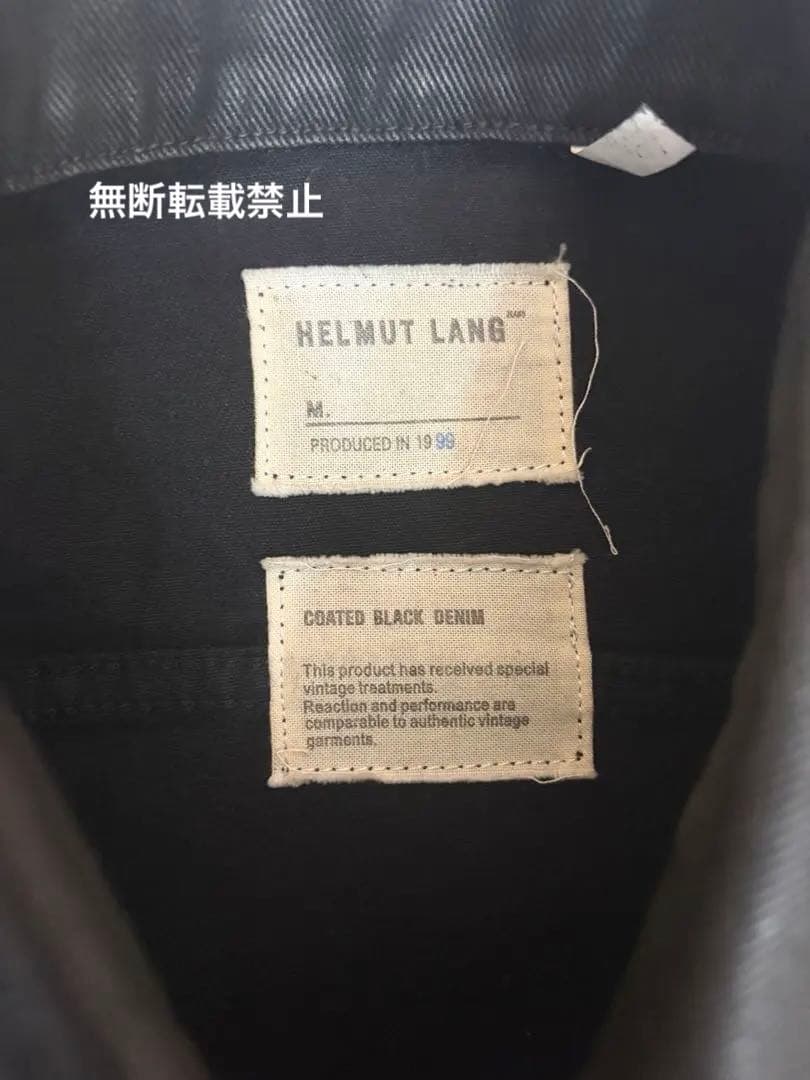 無断転載禁止
HELMUT LANG JEANS
M.
PRODUCED IN 1999
COATED BLACK DENIM
This product has received special
vintage treatments.
Reaction and performance are
comparable to authentic vintage
garments.